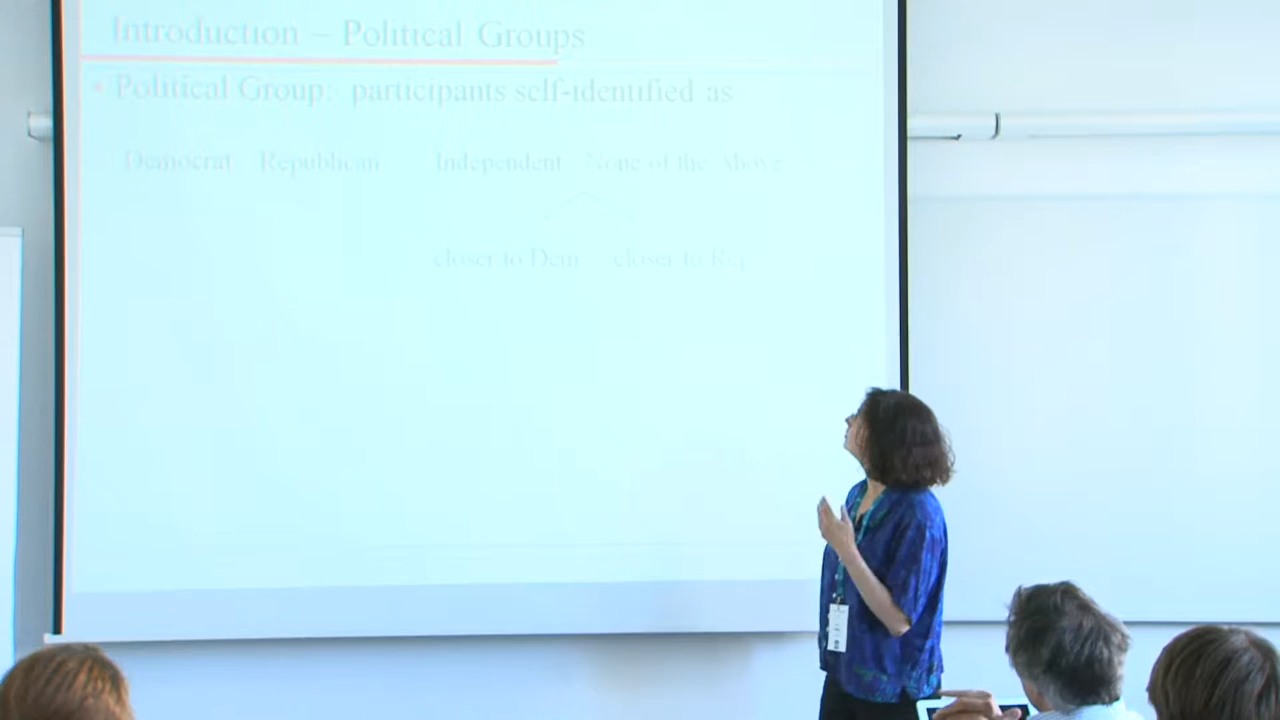 Introduction – Political Groups
• Political Group: participants self-identified as
Democrat Republican Independent None of the Above
closer to Dem closer to Rep